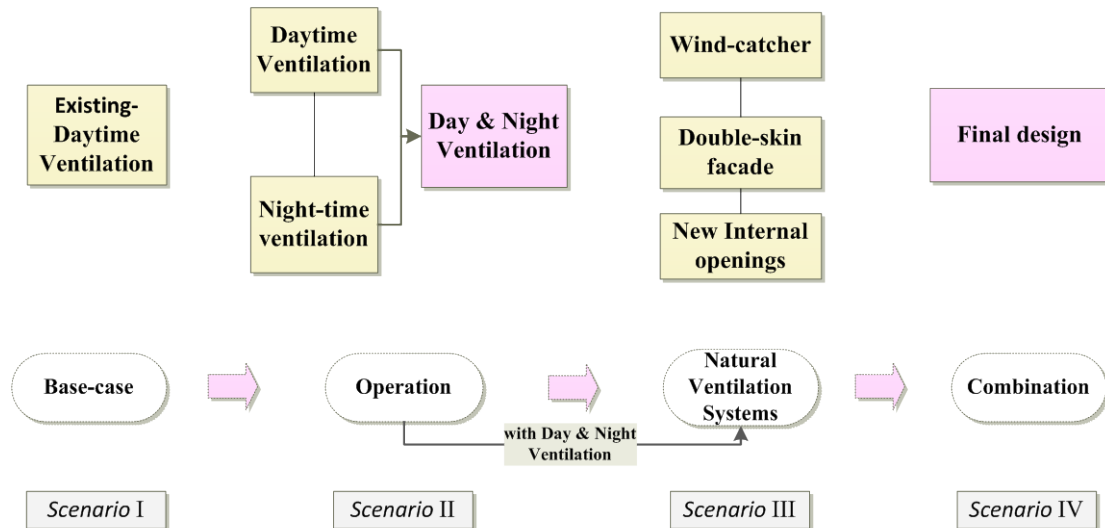 Existing-
Daytime
Ventilation
Daytime
Ventilation
Night-time
ventilation
Day & Night
Ventilation
Wind-catcher
Double-skin
facade
New Internal
openings
Final design
Base-case
Operation
Natural
Ventilation
Systems
Combination
with Day & Night
Ventilation
Scenario I
Scenario II
Scenario III
Scenario IV